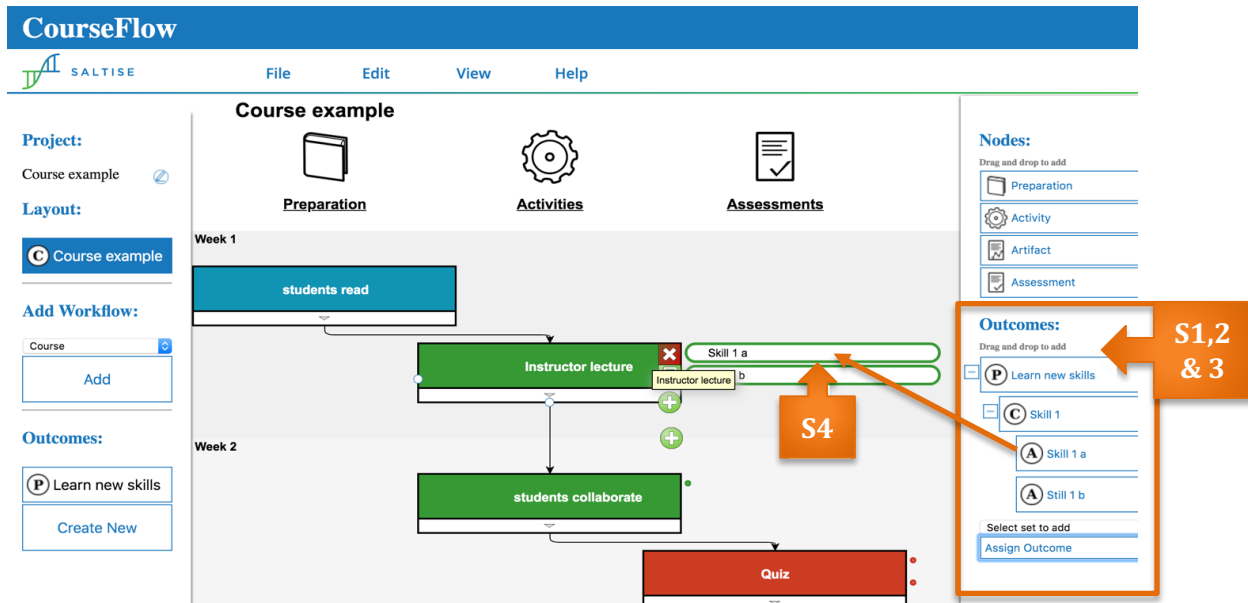 CourseFlow
SALTISE
File Edit View Help
Project:
Course example
Layout:
C Course example
Add Workflow:
Course
Add
Outcomes:
P Learn new skills
Create New
Course example
Preparation Activities Assessments
Week 1
students read
Instructor lecture
Skill 1 a
Instructor lecture
b
S4
Week 2
students collaborate
Quiz
Nodes:
Drag and drop to add
Preparation
Activity
Artifact
Assessment
Outcomes:
Drag and drop to add
P Learn new skills
C Skill 1
A Skill 1 a
A Still 1 b
Select set to add
Assign Outcome
S1,2
& 3